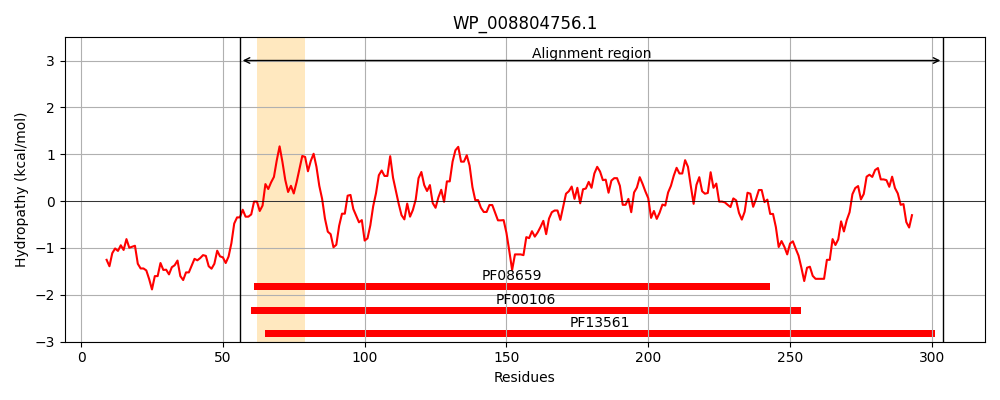 WP_008804756.1
Alignment region
3
2
1
0
−1
−2
−3
Hydropathy (kcal/mol)
PF08659
PF00106
PF13561
0 50 100 150 200 250 300
Residues